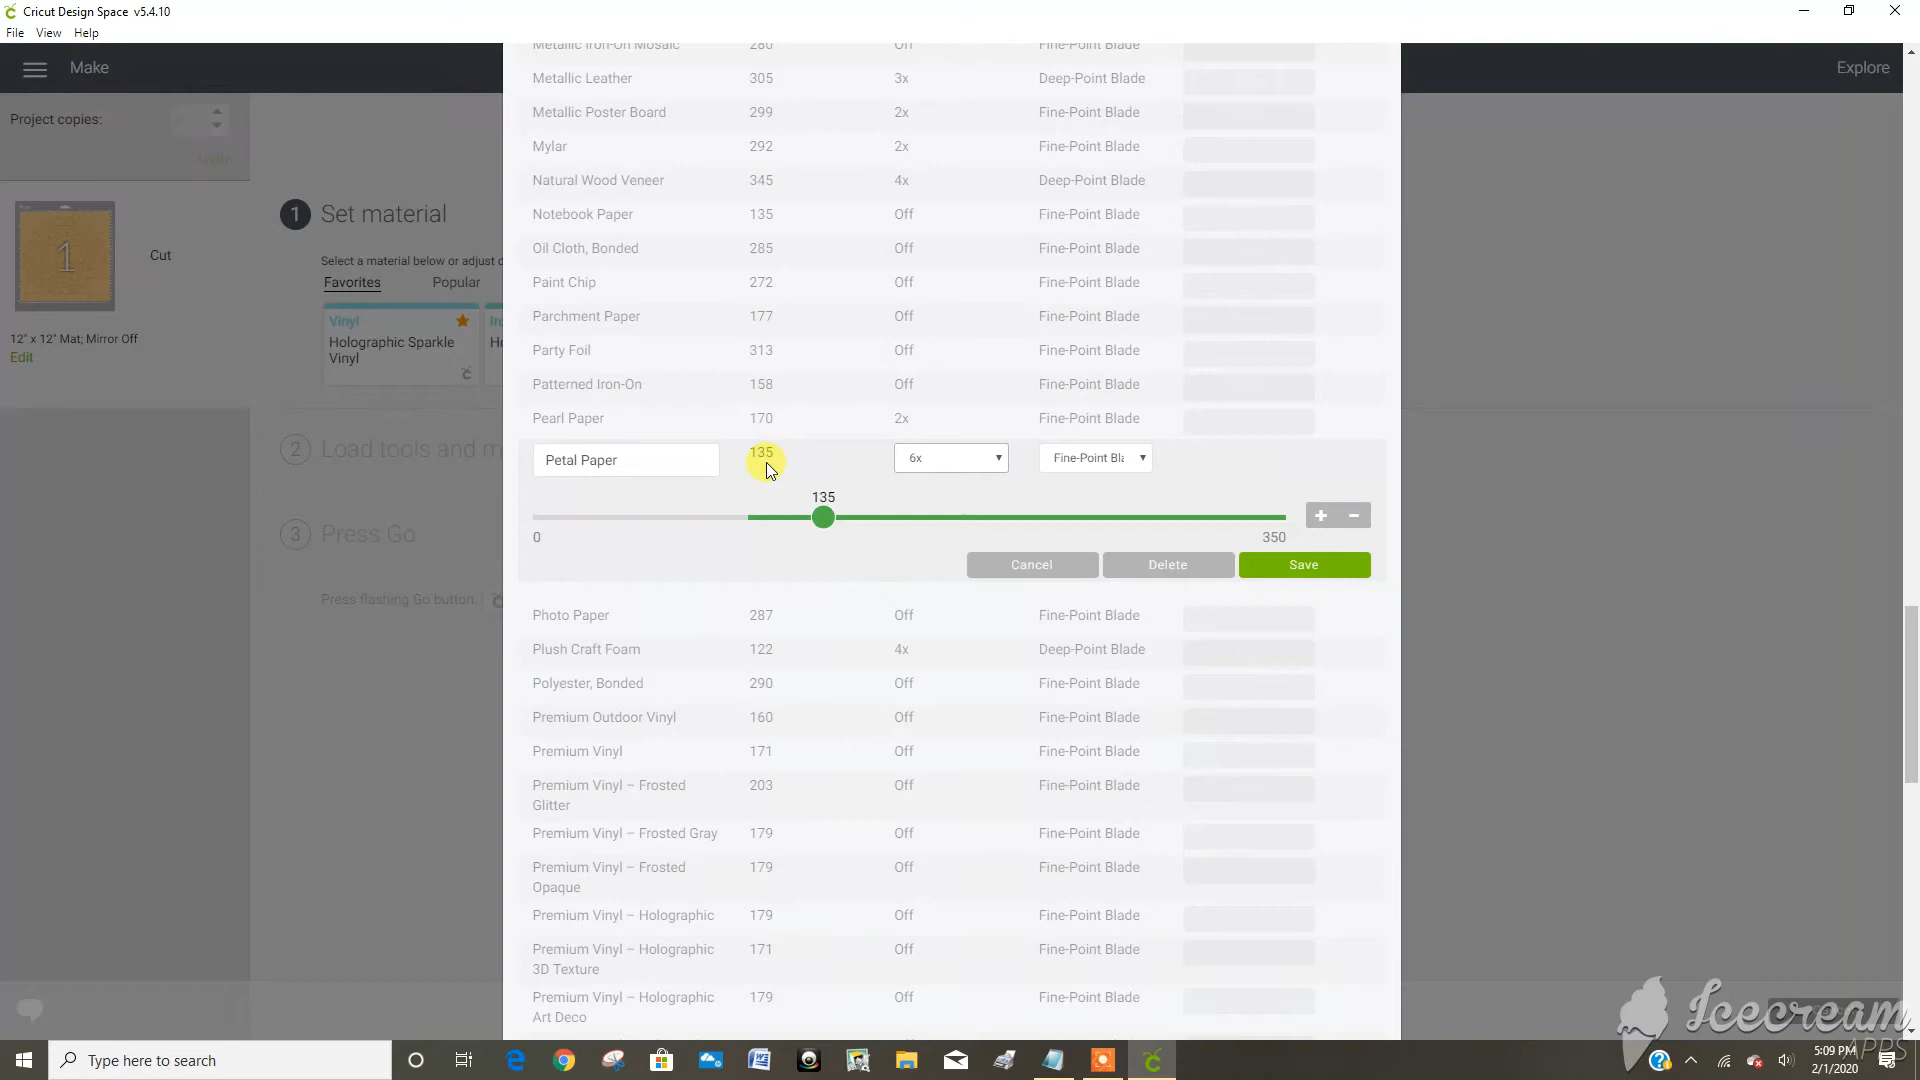 Cricut Design Space v5.4.10
File View Help
Make
Explore
Project copies:
Apply
1
Cut
12" x 12" Mat; Mirror Off
Edit
1 Set material
Select a material below or adjust
Favorites Popular
Vinyl
Holographic Sparkle
Vinyl
2 Load tools and m
3 Press Go
Press flashing Go button.
Metallic Iron-On Mosaic 280 Off Fine-Point Blade
Metallic Leather 305 3x Deep-Point Blade
Metallic Poster Board 299 2x Fine-Point Blade
Mylar 292 2x Fine-Point Blade
Natural Wood Veneer 345 4x Deep-Point Blade
Notebook Paper 135 Off Fine-Point Blade
Oil Cloth, Bonded 285 Off Fine-Point Blade
Paint Chip 272 Off Fine-Point Blade
Parchment Paper 177 Off Fine-Point Blade
Party Foil 313 Off Fine-Point Blade
Patterned Iron-On 158 Off Fine-Point Blade
Pearl Paper 170 2x Fine-Point Blade
Petal Paper 135 6x Fine-Point Bla
135
0 350
+ -
Cancel Delete Save
Photo Paper 287 Off Fine-Point Blade
Plush Craft Foam 122 4x Deep-Point Blade
Polyester, Bonded 290 Off Fine-Point Blade
Premium Outdoor Vinyl 160 Off Fine-Point Blade
Premium Vinyl 171 Off Fine-Point Blade
Premium Vinyl – Frosted 203 Off Fine-Point Blade
Glitter
Premium Vinyl – Frosted Gray 179 Off Fine-Point Blade
Premium Vinyl – Frosted 179 Off Fine-Point Blade
Opaque
Premium Vinyl – Holographic 179 Off Fine-Point Blade
Premium Vinyl – Holographic 171 Off Fine-Point Blade
3D Texture
Premium Vinyl – Holographic 179 Off Fine-Point Blade
Art Deco
Icecream
APPS
Type here to search
5:09 PM
2/1/2020